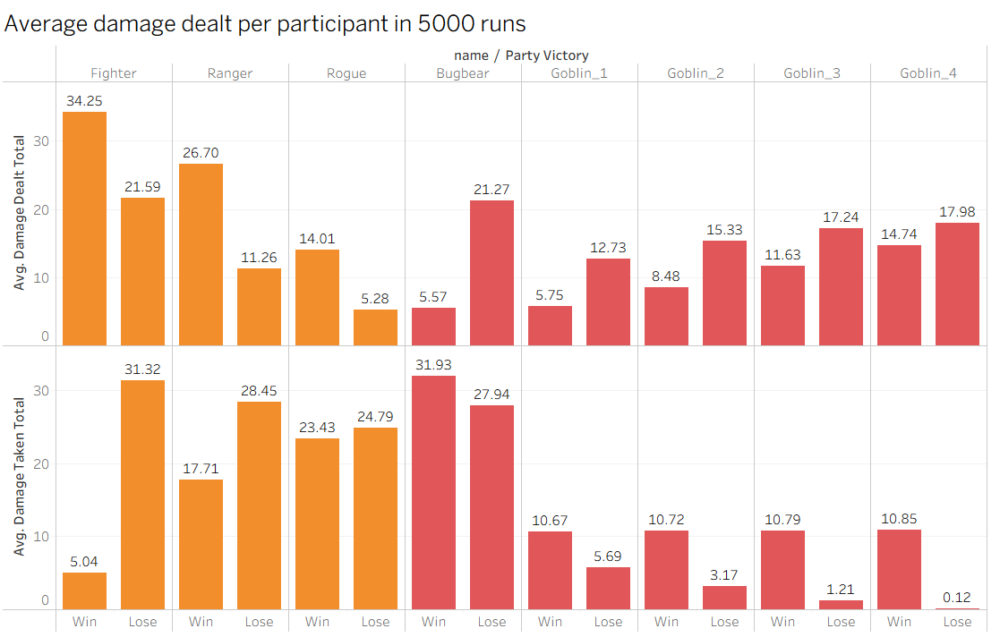 Average damage dealt per participant in 5000 runs
name / Party Victory
Fighter Ranger Rogue Bugbear Goblin_1 Goblin_2 Goblin_3 Goblin_4
Avg. Damage Dealt Total
30
20
10
0
34.25 21.59 26.70 11.26 14.01 5.28 5.57 21.27 5.75 12.73 8.48 15.33 11.63 17.24 14.74 17.98
Avg. Damage Taken Total
30
20
10
0
5.04 31.32 17.71 28.45 23.43 24.79 31.93 27.94 10.67 5.69 10.72 3.17 10.79 1.21 10.85 0.12
Win Lose Win Lose Win Lose Win Lose Win Lose Win Lose Win Lose Win Lose